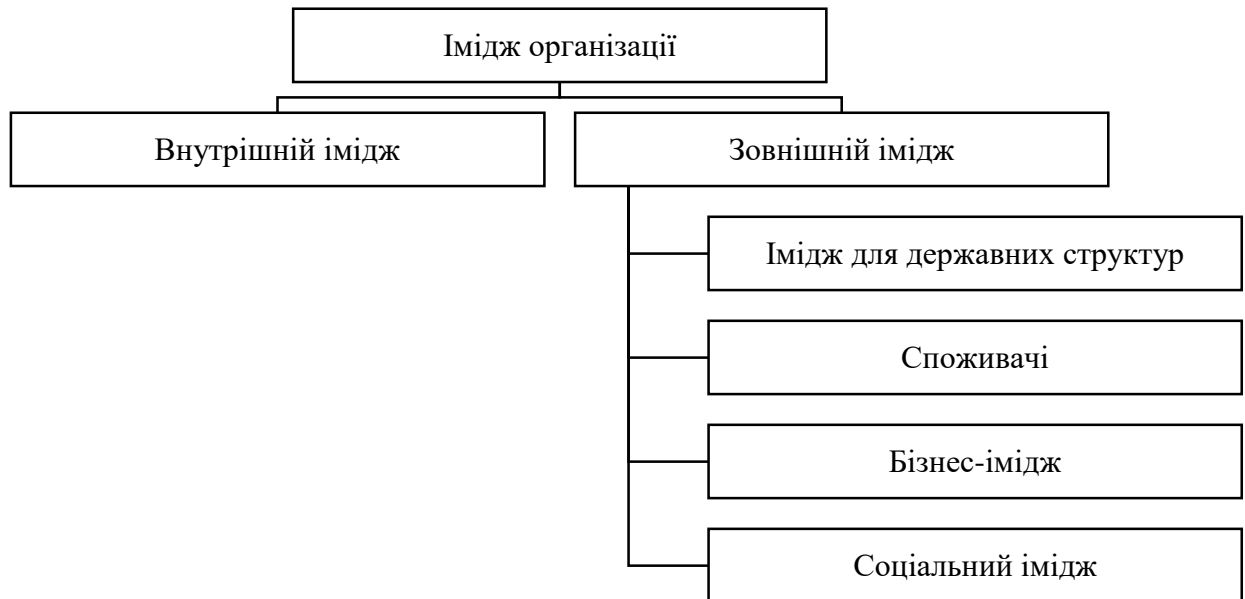 Імідж організації
Внутрішній імідж
Зовнішній імідж
Імідж для державних структур
Споживачі
Бізнес-імідж
Соціальний імідж